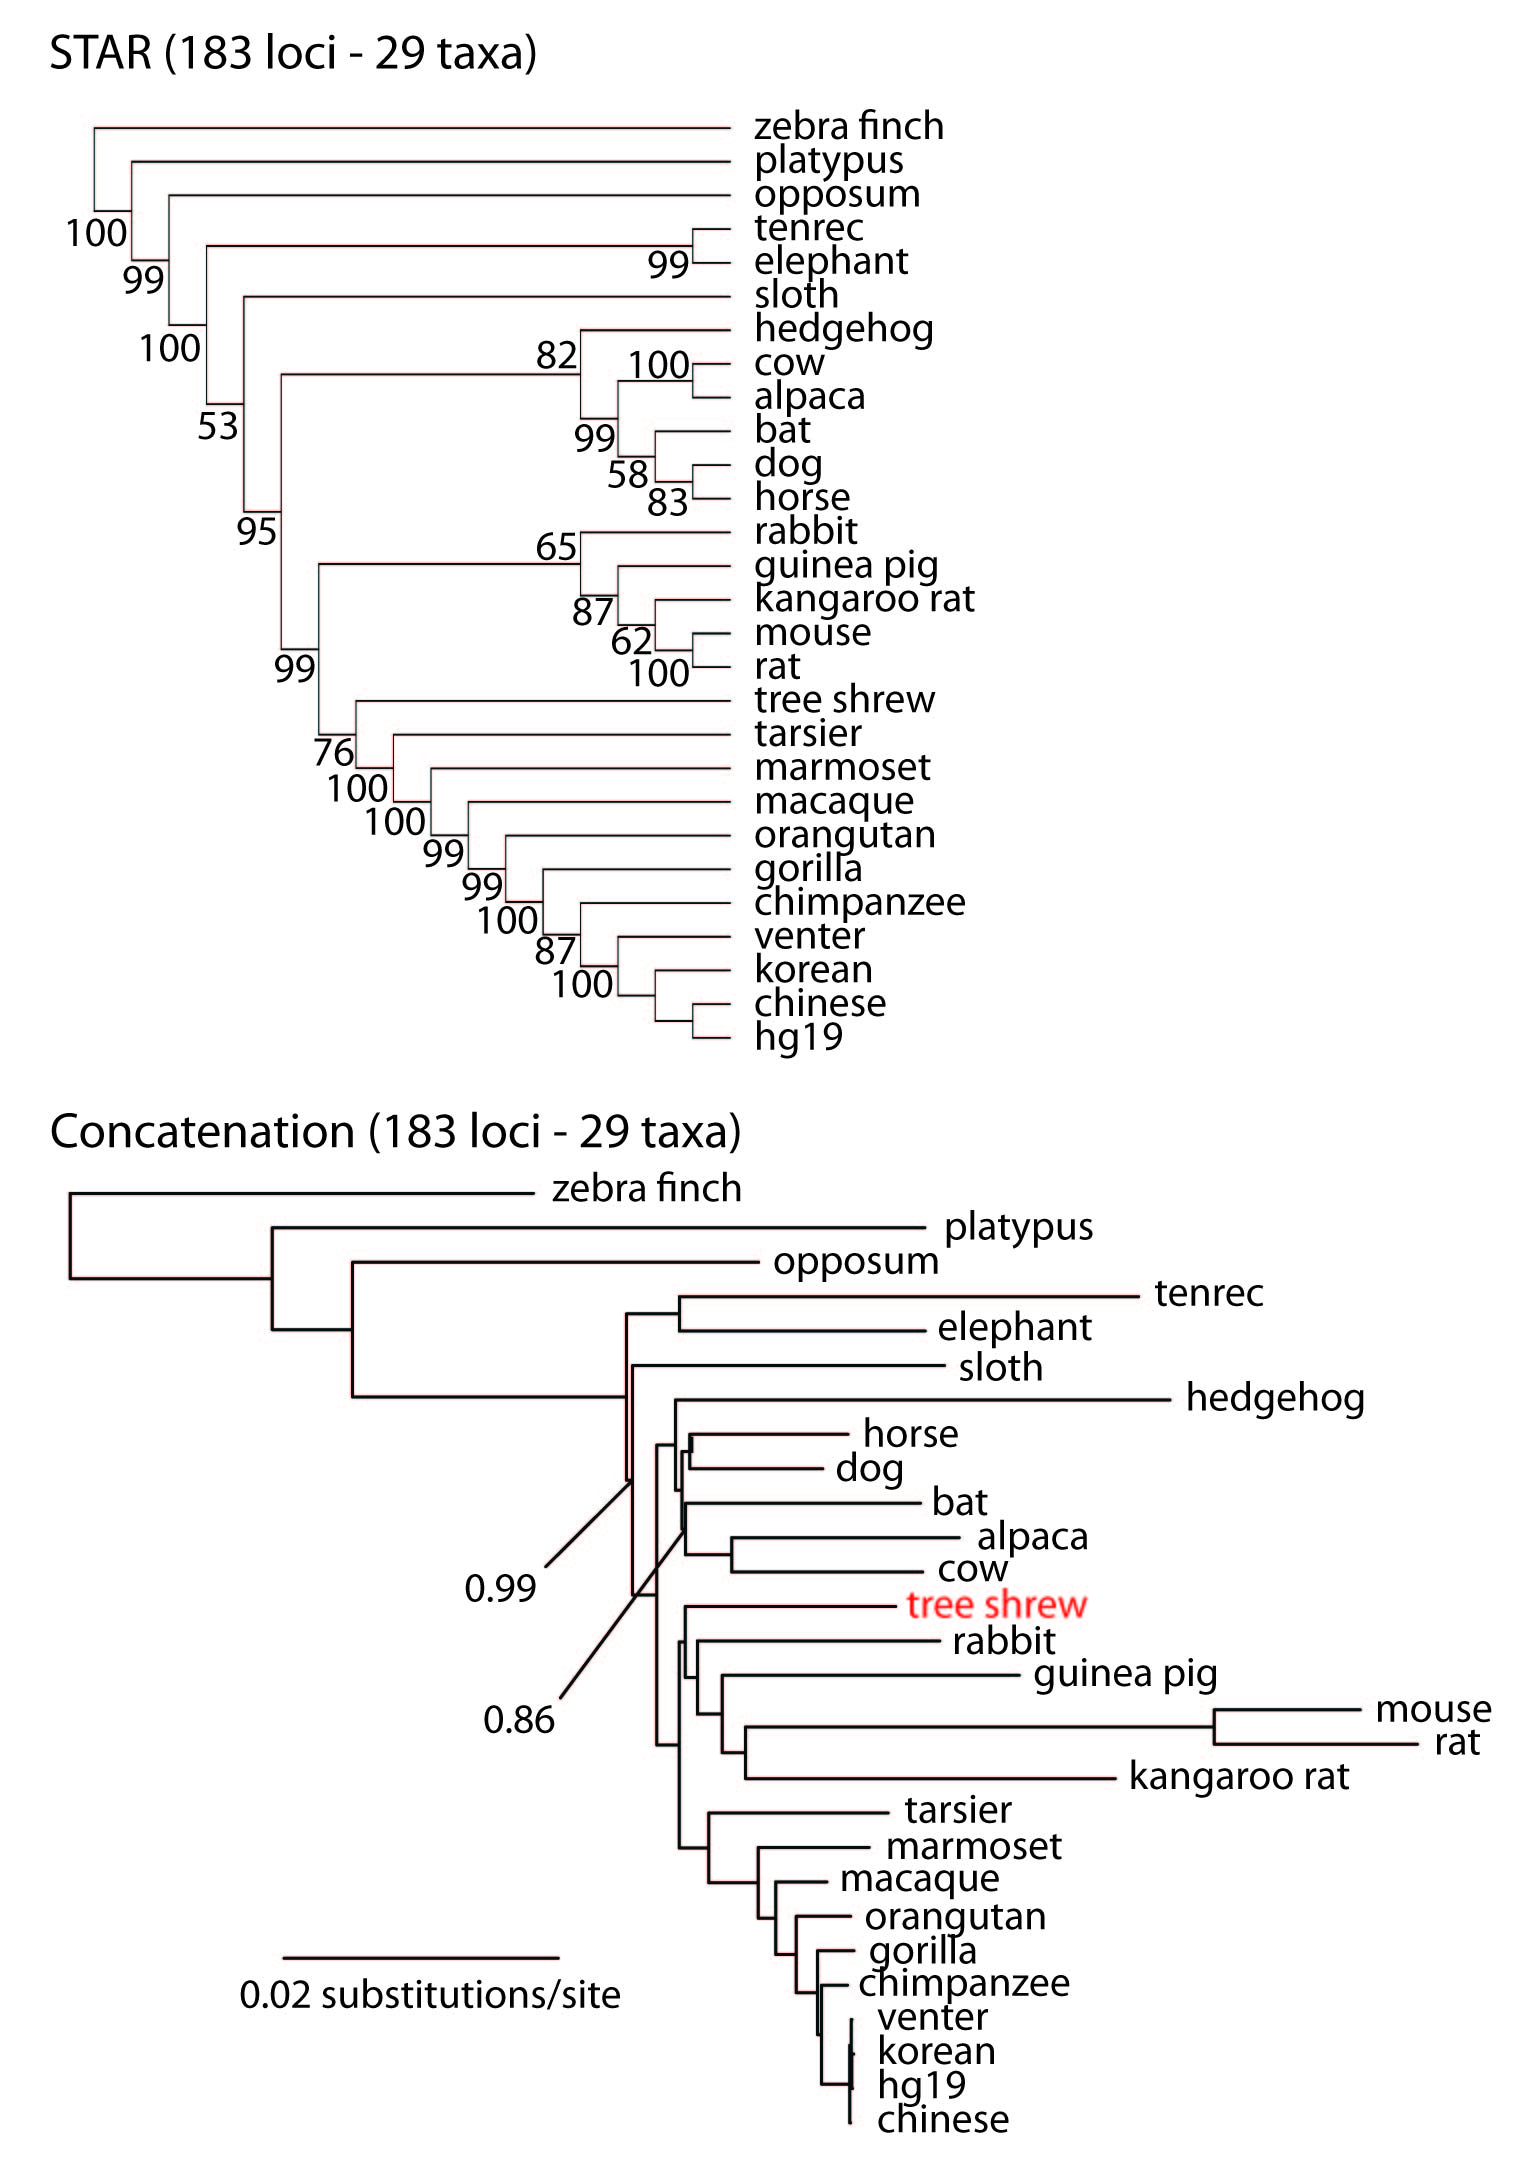 STAR (183 loci - 29 taxa)
zebra finch
platypus
opposum
tenrec
100
elephant
99
99
sloth
hedgehog
100
82
cow
100
alpaca
53
bat
99
dog
58
horse
83
95
rabbit
65
guinea pig
kangaroo rat
87
mouse
62
rat
100
99
tree shrew
tarsier
76
marmoset
100
macaque
100
orangutan
99
gorilla
99
chimpanzee
100
venter
87
korean
100
chinese
hg19
Concatenation (183 loci - 29 taxa)
zebra finch
platypus
opposum
tenrec
elephant
sloth
hedgehog
horse
dog
bat
alpaca
cow
0.99
tree shrew
rabbit
guinea pig
mouse
0.86
rat
kangaroo rat
tarsier
marmoset
macaque
orangutan
gorilla
chimpanzee
0.02 substitutions/site
venter
korean
hg19
chinese